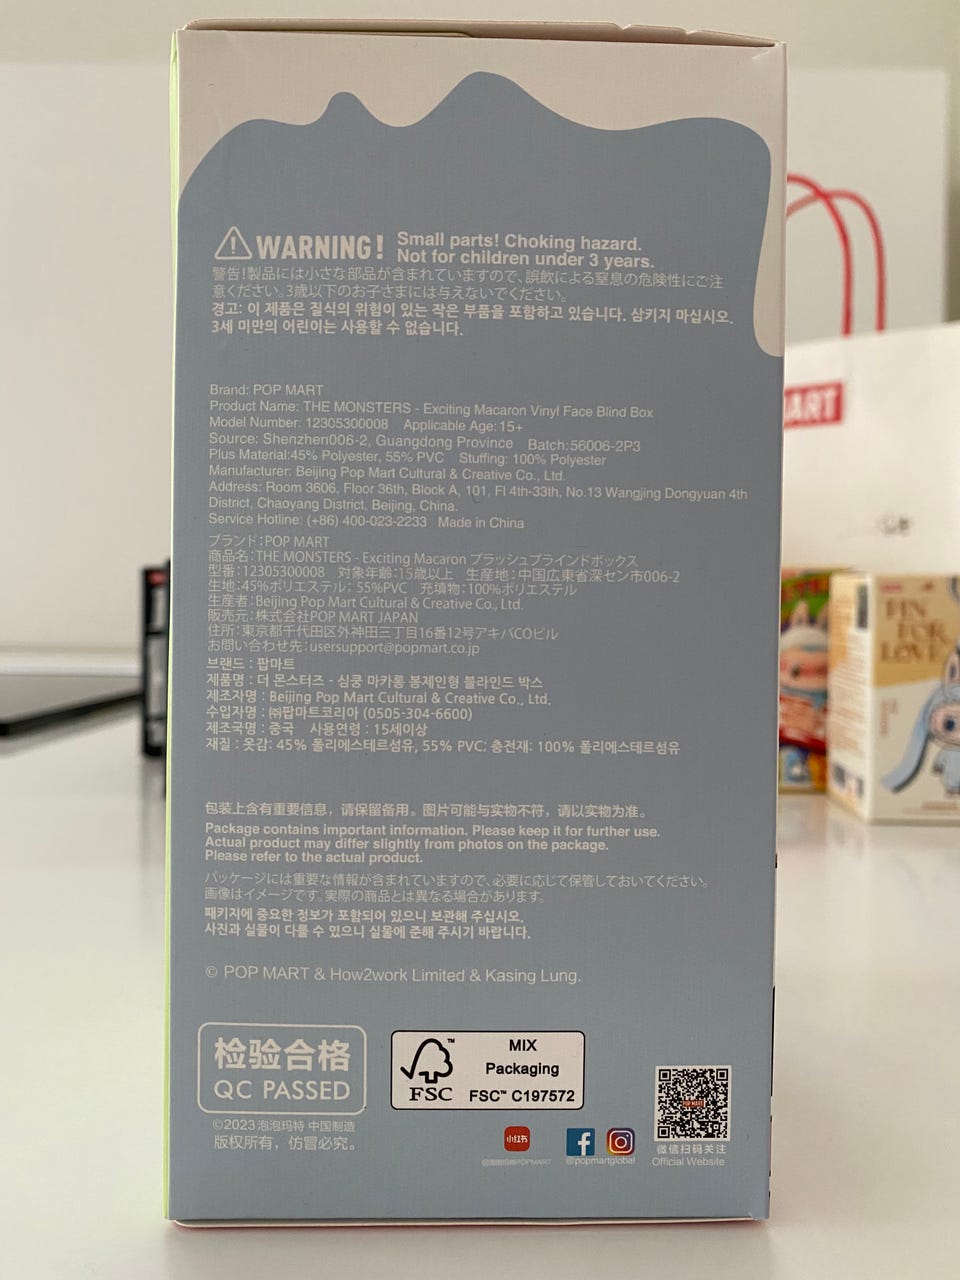 WARNING!
Small parts! Choking hazard.
Not for children under 3 years.
警告!製品には小さな部品が含まれていますので、誤飲による窒息の危険性にご注
意ください。3歳以下のお子さまには与えないでください。
경고: 이 제품은 질식의 위험이 있는 작은 부품을 포함하고 있습니다. 삼키지 마십시오.
3세 미만의 어린이는 사용할 수 없습니다.
Brand: POP MART
Product Name: THE MONSTERS - Exciting Macaron Vinyl Face Blind Box
Model Number: 12305300008 Applicable Age:15+
Source: Shenzhen006-2, Guangdong Province Batch:56006-2P3
Plus Material:45% Polyester, 55% PVC Stuffing: 100% Polyester
Manufacturer: Beijing Pop Mart Cultural & Creative Co., Ltd.
Address: Room 3606, Floor 36th, Block A, 101, Fl 4th-33th, No.13 Wangjing Dongyuan 4th
District, Chaoyang District, Beijing, China.
Service Hotline: (+86) 400-023-2233 Made in China
ブランド:POP MART
商品名:THE MONSTERS - Exciting Macaron プラッシュブラインドボックス
型番:12305300008 対象年齢:15歳以上 生産地:中国広東省深セン市006-2
生地:45%ポリエステル; 55%PVC 充填物:100%ポリエステル
生産者:Beijing Pop Mart Cultural & Creative Co., Ltd.
販売元:株式会社POP MART JAPAN
住所:東京都千代田区外神田三丁目16番12号アキバCOビル
お問い合わせ先:usersupport@popmart.co.jp
브랜드 : 팝마트
제품명 : 더 몬스터즈 - 심쿵 마카롱 봉제인형 블라인드 박스
제조자명 : Beijing Pop Mart Cultural & Creative Co., Ltd.
수입자명 : ㈜팝마트코리아 (0505-304-6600)
제조국명 : 중국 사용연령 : 15세이상
재질 : 옷감: 45% 폴리에스테르섬유, 55% PVC; 충전재: 100% 폴리에스테르섬유
包装上含有重要信息，请保留备用。图片可能与实物不符，请以实物为准。
Package contains important information. Please keep it for further use.
Actual product may differ slightly from photos on the package.
Please refer to the actual product.
パッケージには重要な情報が含まれていますので、必要に応じて保管しておいてください。
画像はイメージです。実際の商品とは異なる場合があります。
패키지에 중요한 정보가 포함되어 있으니 보관해 주십시오.
사진과 실물이 다를 수 있으니 실물에 준해 주시기 바랍니다.
© POP MART & How2work Limited & Kasing Lung.
检验合格
QC PASSED
©2023 泡泡玛特 中国制造
版权所有，仿冒必究。
FSC
MIX
Packaging
FSC™ C197572
小红书
@泡泡玛特POPMART
@popmartglobal
POP MART
微信扫码关注
Official Website
ART
PIN
FOR
LOVE